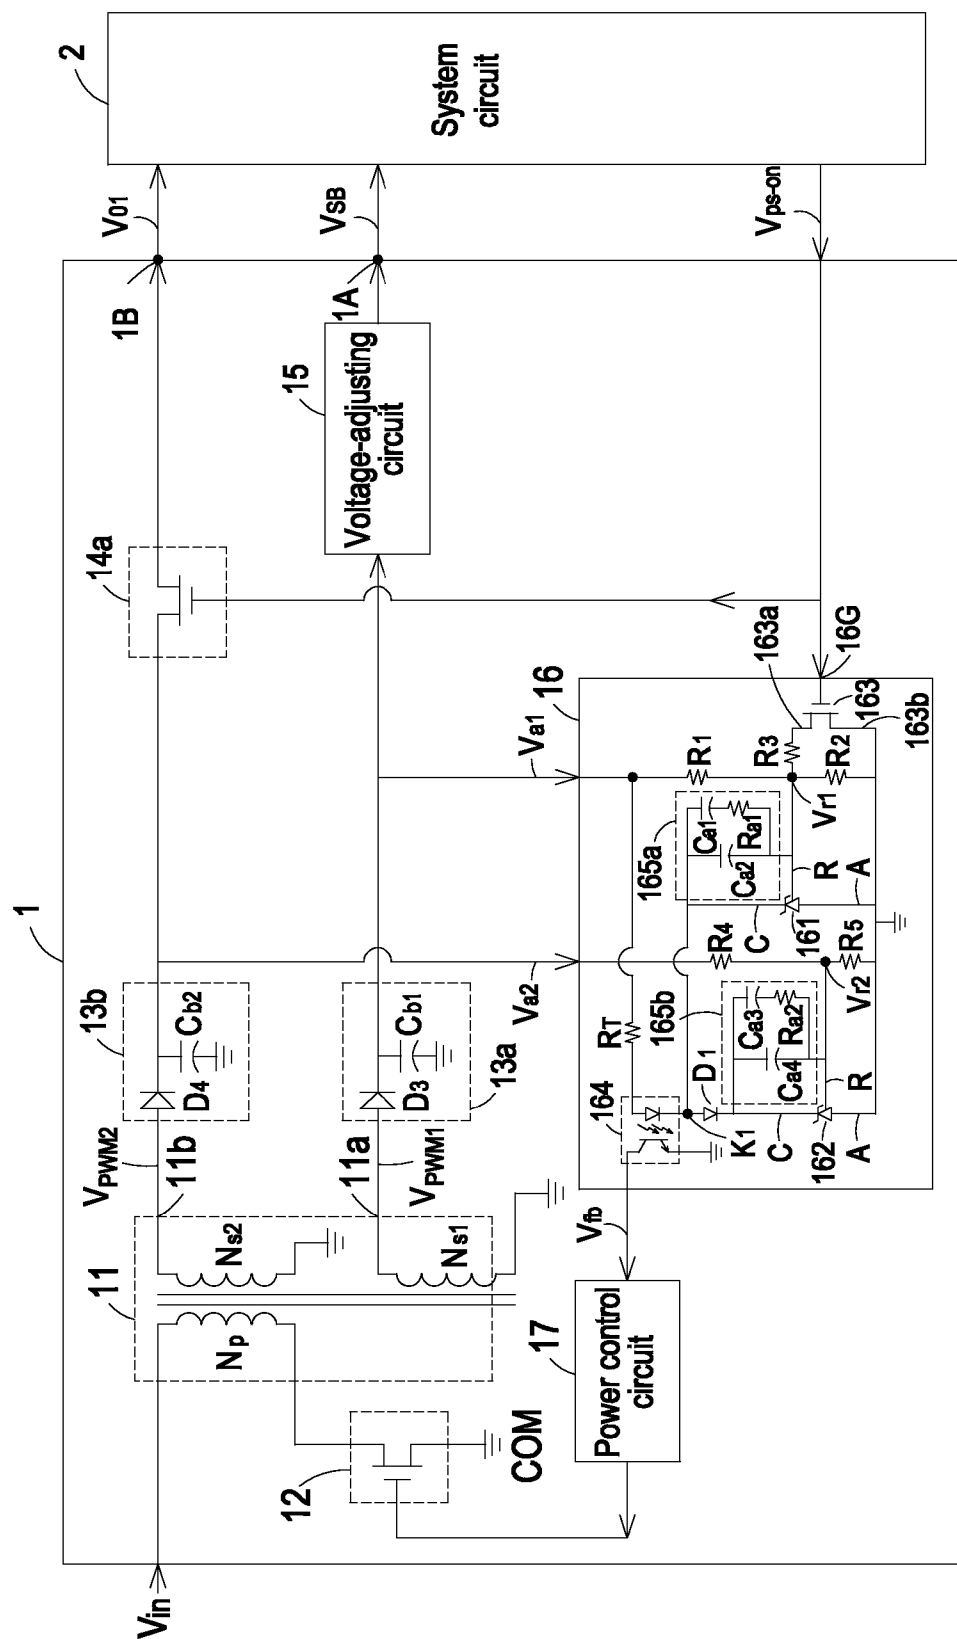 1
2
System
circuit
V01
VSB
Vps-on
1B
1A
15
Voltage-adjusting
circuit
14a
16
Va1
Va2
163a
16G
163
163b
R1
R2
R3
Vr1
165a
Ca1
Ra1
Ca2
R
A
C
161
R4
R5
Vr2
RT
165b
Ca3
Ra2
Ca4
D1
164
K1
C
162
R
A
13b
Cb2
D4
13a
Cb1
D3
VPWM2
11b
VPWM1
11a
11
Ns2
Ns1
Np
Vfb
17
Power control
circuit
12
COM
Vin